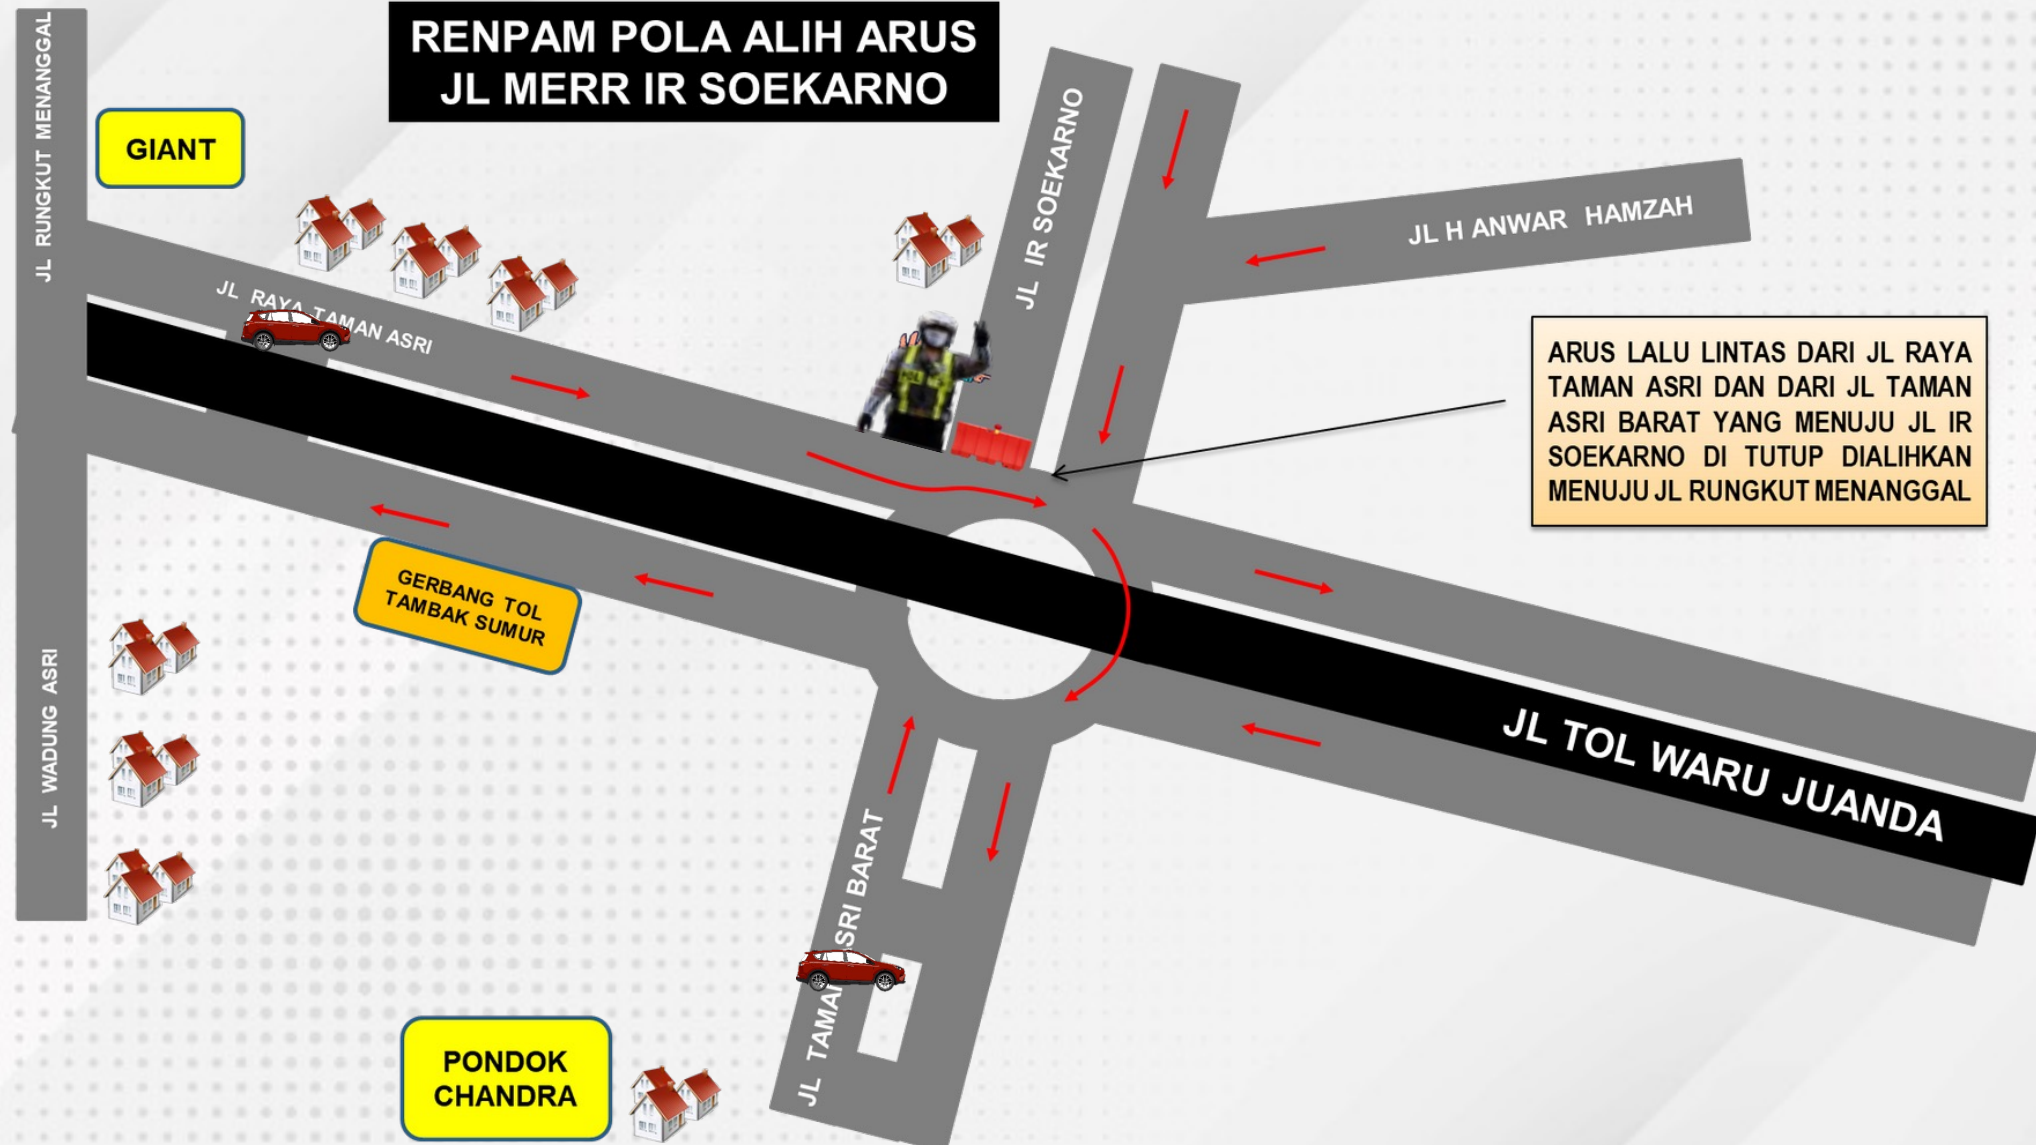 RENPAM POLA ALIH ARUS
JL MERR IR SOEKARNO
JL RUNGKUT MENANGGAL
GIANT
JL RAYA TAMAN ASRI
JL IR SOEKARNO
JL H ANWAR HAMZAH
ARUS LALU LINTAS DARI JL RAYA
TAMAN ASRI DAN DARI JL TAMAN
ASRI BARAT YANG MENUJU JL IR
SOEKARNO DI TUTUP DIALIHKAN
MENUJU JL RUNGKUT MENANGGAL
GERBANG TOL
TAMBAK SUMUR
JL WADUNG ASRI
JL TOL WARU JUANDA
JL TAMAN ASRI BARAT
PONDOK
CHANDRA